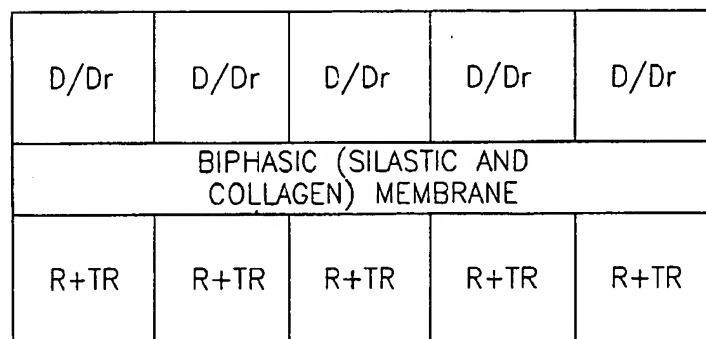 D/Dr D/Dr D/Dr D/Dr D/Dr
BIPHASIC (SILASTIC AND
COLLAGEN) MEMBRANE
R+TR R+TR R+TR R+TR R+TR